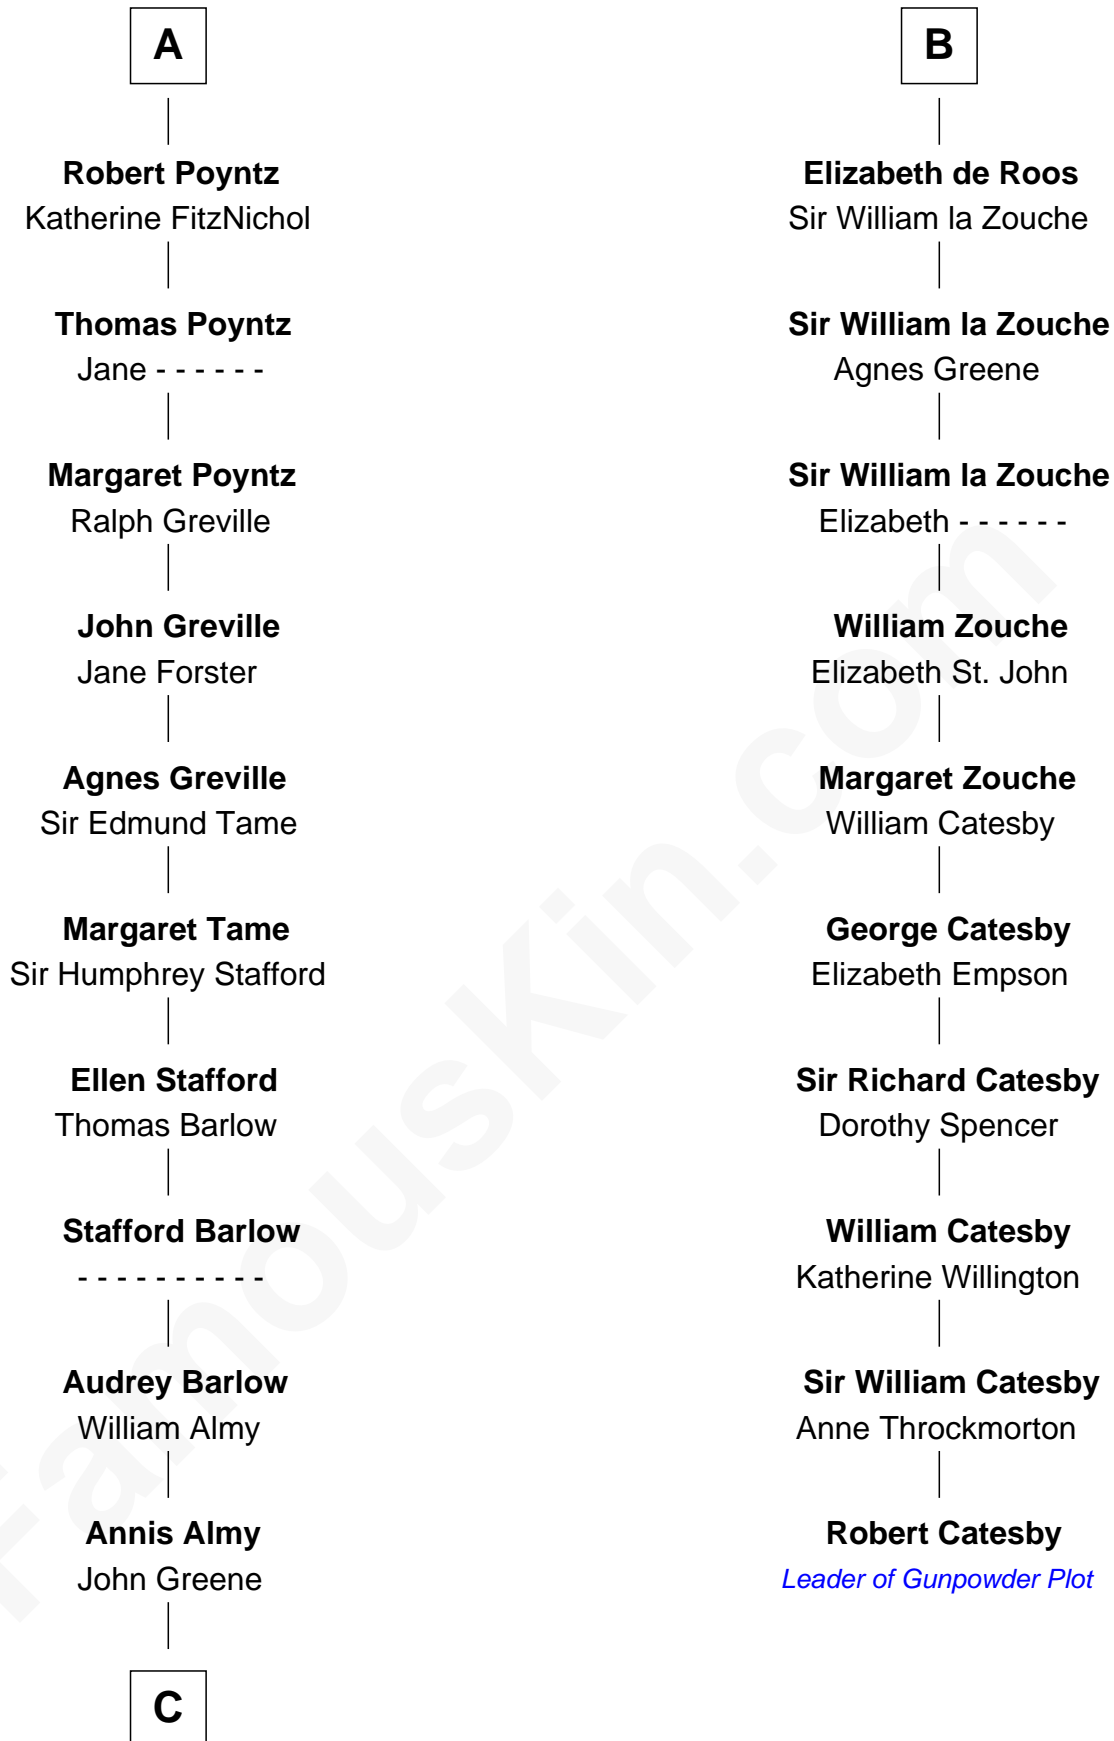 A
Robert Poyntz
Katherine FitzNichol
Thomas Poyntz
Jane - - - - - -
Margaret Poyntz
Ralph Greville
John Greville
Jane Forster
Agnes Greville
Sir Edmund Tame
Margaret Tame
Sir Humphrey Stafford
Ellen Stafford
Thomas Barlow
Stafford Barlow
- - - - - - - - - -
Audrey Barlow
William Almy
Annis Almy
John Greene
C
B
Elizabeth de Roos
Sir William la Zouche
Sir William la Zouche
Agnes Greene
Sir William la Zouche
Elizabeth - - - - - -
William Zouche
Elizabeth St. John
Margaret Zouche
William Catesby
George Catesby
Elizabeth Empson
Sir Richard Catesby
Dorothy Spencer
William Catesby
Katherine Willington
Sir William Catesby
Anne Throckmorton
Robert Catesby
Leader of Gunpowder Plot
FamousKin.com